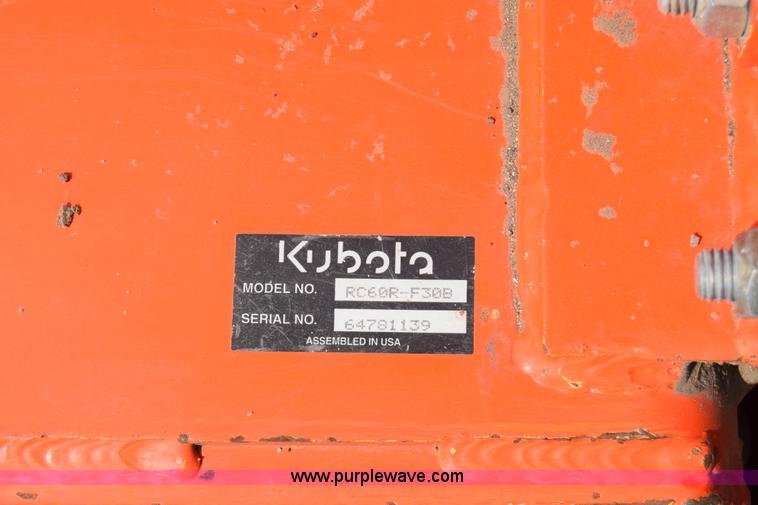 Kubota
MODEL NO. RC60R-F30B
SERIAL NO. 64781139
ASSEMBLED IN USA
www.purplewave.com